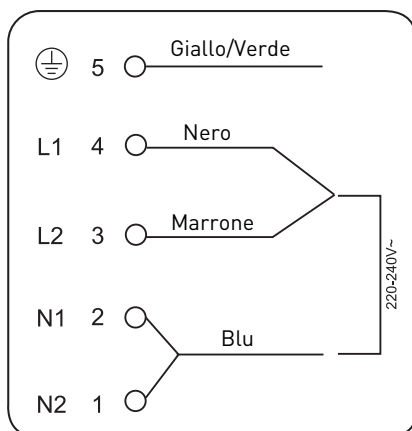 5 Giallo/Verde
L1 4 Nero
L2 3 Marrone
220-240V~
N1 2
Blu
N2 1